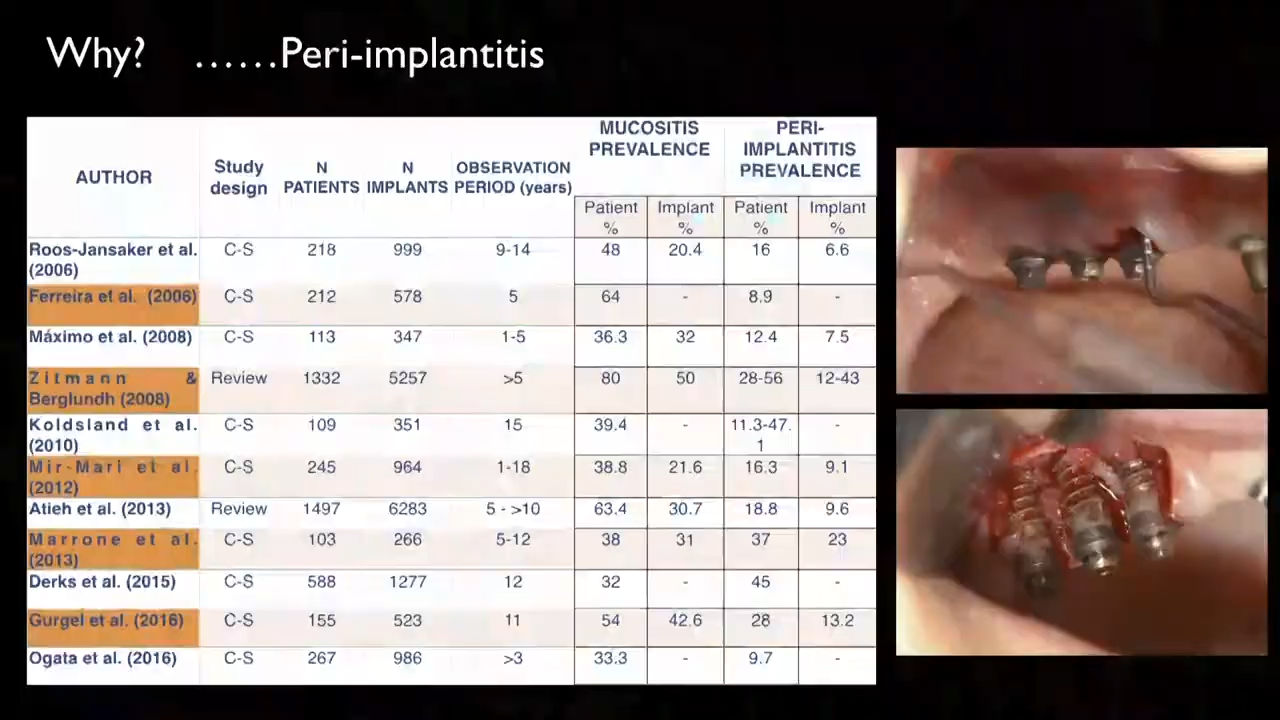 Why? ......Peri-implantitis
AUTHOR Study design N PATIENTS N IMPLANTS OBSERVATION PERIOD (years) MUCOSITIS PREVALENCE PERI-IMPLANTITIS PREVALENCE
Patient % Implant % Patient % Implant %
Roos-Jansaker et al. (2006) C-S 218 999 9-14 48 20.4 16 6.6
Ferreira et al. (2006) C-S 212 578 5 64 - 8.9 -
Máximo et al. (2008) C-S 113 347 1-5 36.3 32 12.4 7.5
Zitmann & Berglundh (2008) Review 1332 5257 >5 80 50 28-56 12-43
Koldsland et al. (2010) C-S 109 351 15 39.4 - 11.3-47.1 -
Mir-Mari et al. (2012) C-S 245 964 1-18 38.8 21.6 16.3 9.1
Atieh et al. (2013) Review 1497 6283 5 - >10 63.4 30.7 18.8 9.6
Marrone et al. (2013) C-S 103 266 5-12 38 31 37 23
Derks et al. (2015) C-S 588 1277 12 32 - 45 -
Gurgel et al. (2016) C-S 155 523 11 54 42.6 28 13.2
Ogata et al. (2016) C-S 267 986 >3 33.3 - 9.7 -